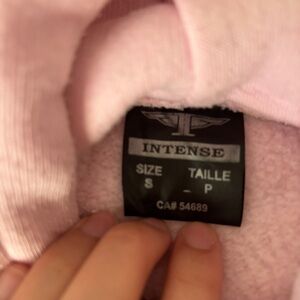 INTENSE
SIZE TAILLE
S - P
CA# 54689